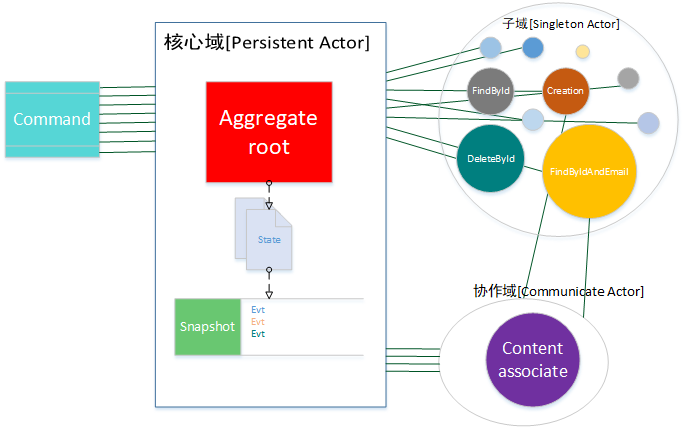 核心域[Persistent Actor]
子域[Singleton Actor]
Command
Aggregate
root
FindById
Creation
DeleteById
FindByIdAndEmail
State
Snapshot
Evt
Evt
Evt
协作域[Communicate Actor]
Content
associate